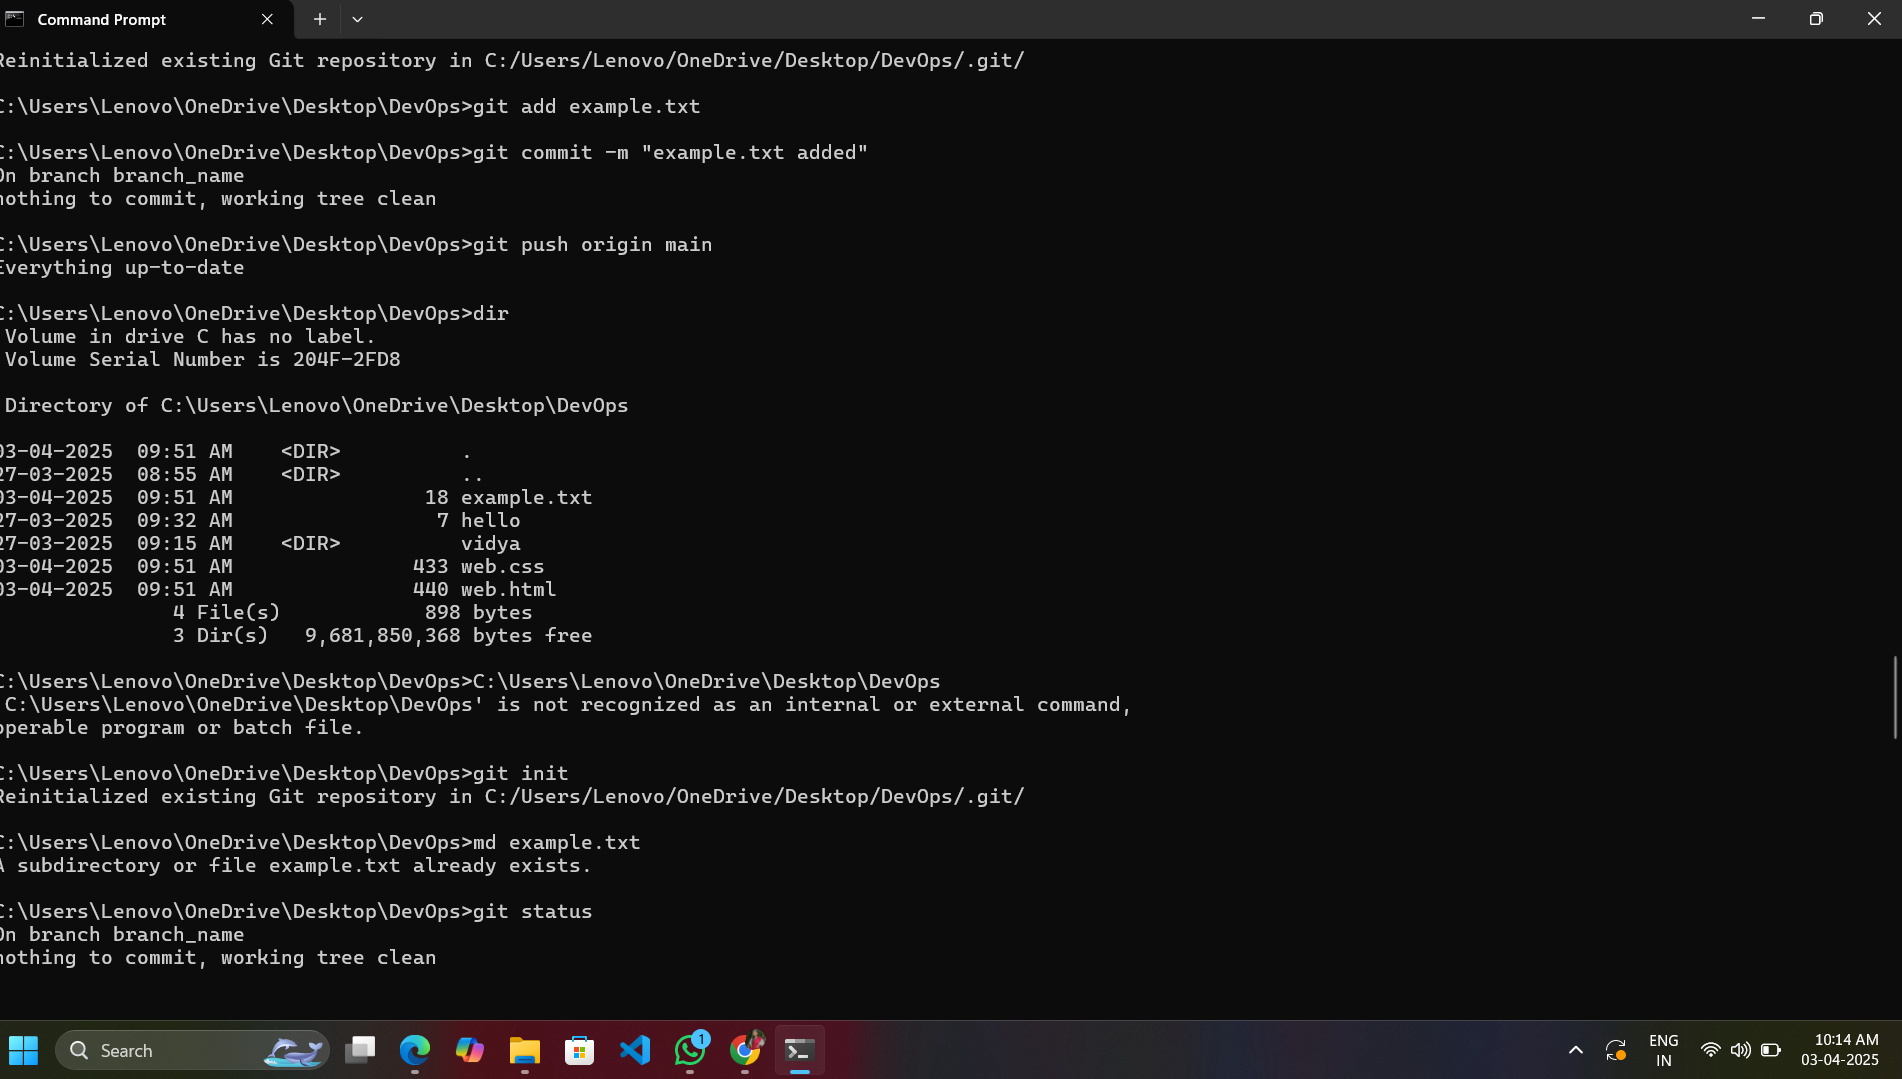 Command Prompt
Reinitialized existing Git repository in C:/Users/Lenovo/OneDrive/Desktop/DevOps/.git/
C:\Users\Lenovo\OneDrive\Desktop\DevOps>git add example.txt
C:\Users\Lenovo\OneDrive\Desktop\DevOps>git commit -m "example.txt added"
On branch branch_name
nothing to commit, working tree clean
C:\Users\Lenovo\OneDrive\Desktop\DevOps>git push origin main
Everything up-to-date
C:\Users\Lenovo\OneDrive\Desktop\DevOps>dir
Volume in drive C has no label.
Volume Serial Number is 204F-2FD8
Directory of C:\Users\Lenovo\OneDrive\Desktop\DevOps
03-04-2025  09:51 AM    <DIR>          .
27-03-2025  08:55 AM    <DIR>          ..
03-04-2025  09:51 AM                18 example.txt
27-03-2025  09:32 AM                 7 hello
27-03-2025  09:15 AM    <DIR>          vidya
03-04-2025  09:51 AM               433 web.css
03-04-2025  09:51 AM               440 web.html
4 File(s)            898 bytes
3 Dir(s)   9,681,850,368 bytes free
C:\Users\Lenovo\OneDrive\Desktop\DevOps>C:\Users\Lenovo\OneDrive\Desktop\DevOps
C:\Users\Lenovo\OneDrive\Desktop\DevOps' is not recognized as an internal or external command,
operable program or batch file.
C:\Users\Lenovo\OneDrive\Desktop\DevOps>git init
Reinitialized existing Git repository in C:/Users/Lenovo/OneDrive/Desktop/DevOps/.git/
C:\Users\Lenovo\OneDrive\Desktop\DevOps>md example.txt
A subdirectory or file example.txt already exists.
C:\Users\Lenovo\OneDrive\Desktop\DevOps>git status
On branch branch_name
nothing to commit, working tree clean
Search
1
ENG
IN
10:14 AM
03-04-2025